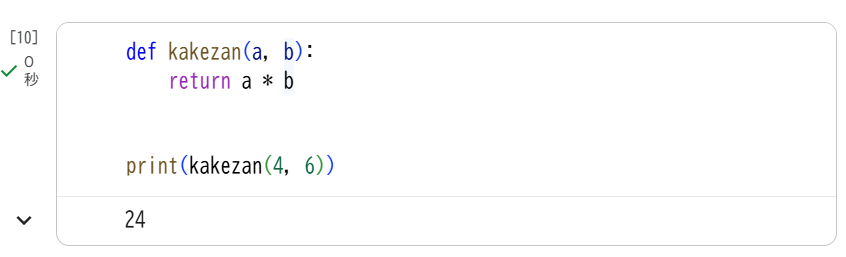 [10]
0
秒
def kakezan(a, b):
    return a * b
print(kakezan(4, 6))
24